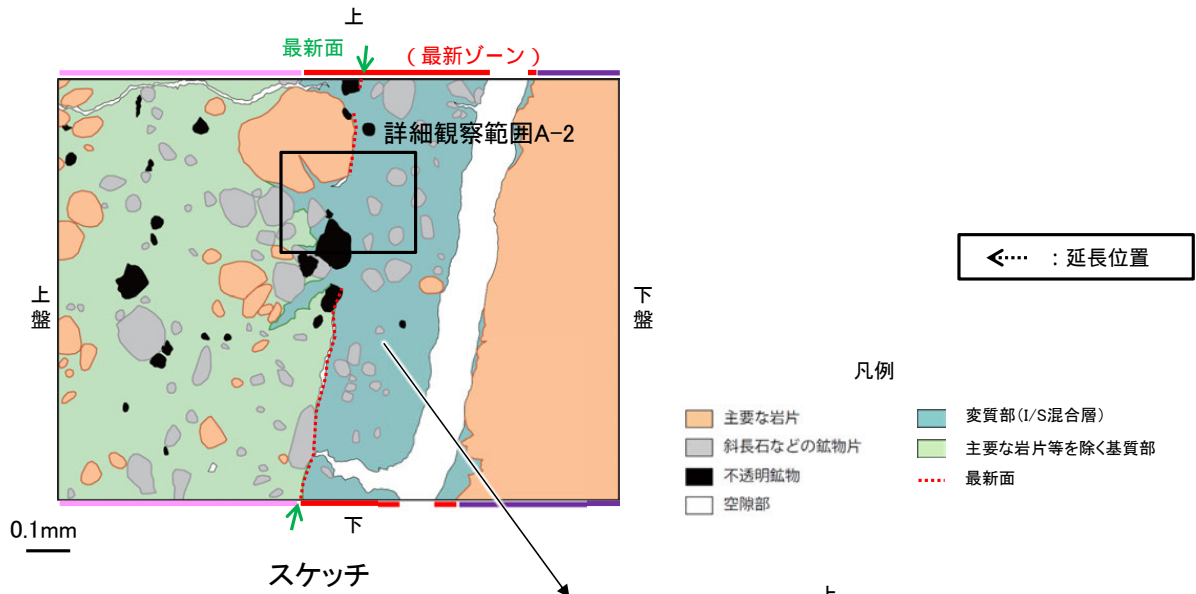 上
最新面
(最新ゾーン)
詳細観察範囲A-2
上盤
下盤
:延長位置
凡例
主要な岩片
斜長石などの鉱物片
不透明鉱物
空隙部
変質部(I/S混合層)
主要な岩片等を除く基質部
最新面
0.1mm
下
スケッチ
上